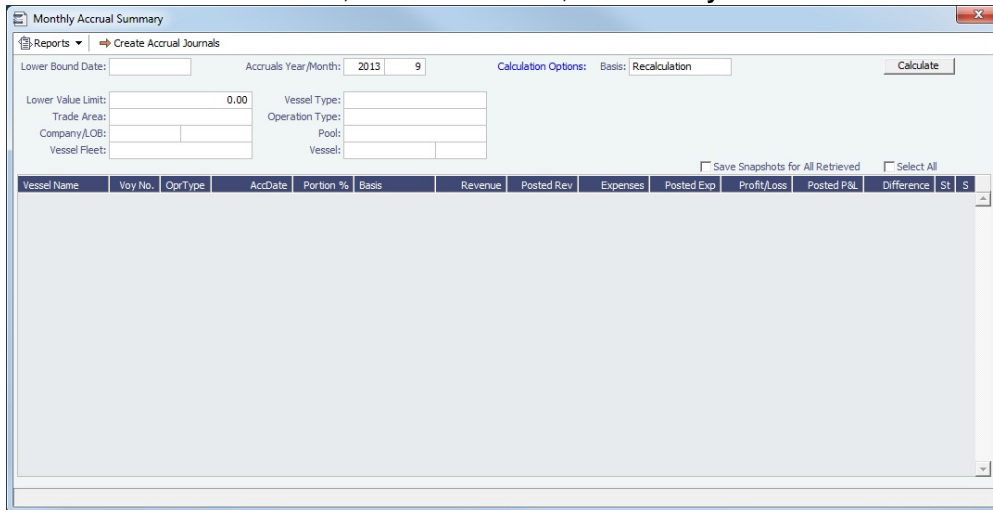 Monthly Accrual Summary
Reports Create Accrual Journals
Lower Bound Date: Accruals Year/Month: 2013 9 Calculation Options: Basis: Recalculation Calculate
Lower Value Limit: 0.00 Vessel Type:
Trade Area: Operation Type:
Company/LOB: Pool:
Vessel Fleet: Vessel:
Save Snapshots for All Retrieved Select All
Vessel Name Voy No. OprType AccDate Portion % Basis Revenue Posted Rev Expenses Posted Exp Profit/Loss Posted P&L Difference St S